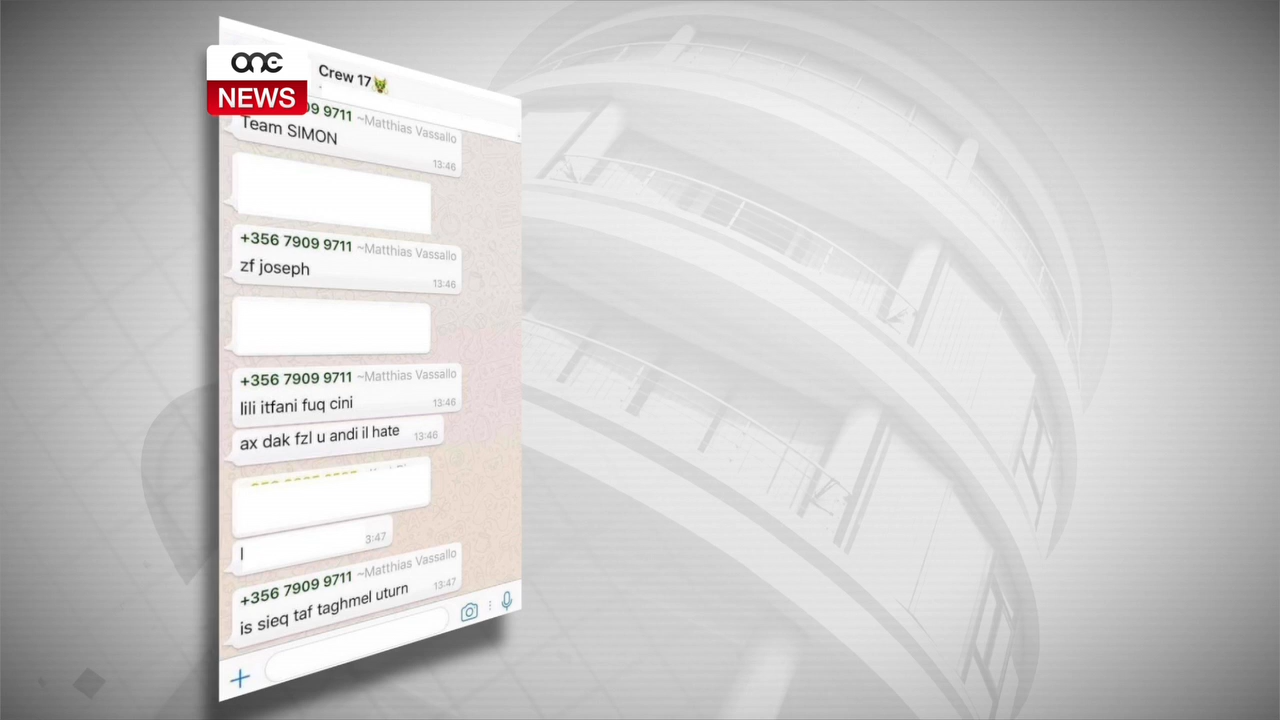 one
NEWS
Crew 17
9 9711 ~Matthias Vassallo
Team SIMON
13:46
+356 7909 9711 ~Matthias Vassallo
zf joseph
13:46
+356 7909 9711 ~Matthias Vassallo
lili itfani fuq cini
13:46
ax dak fzl u andi il hate
13:46
l
3:47
+356 7909 9711 ~Matthias Vassallo
is sieq taf taghmel uturn
13:47